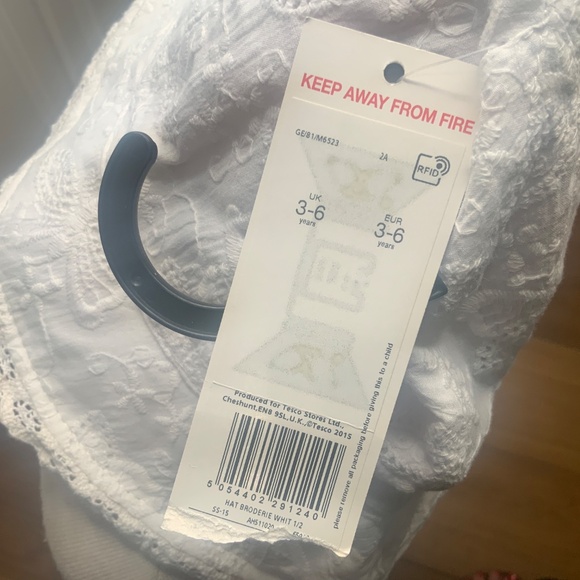 KEEP AWAY FROM FIRE
GE/81/M6523 2A
RFID
UK EUR
3-6 3-6
years years
please remove all packaging before giving this to a child
Produced for Tesco Stores Ltd.,
Cheshunt,EN8 9SL,U.K.,©Tesco 2015
5 054402 291240
HAT BRODERIE WHIT 1/2
SS-15